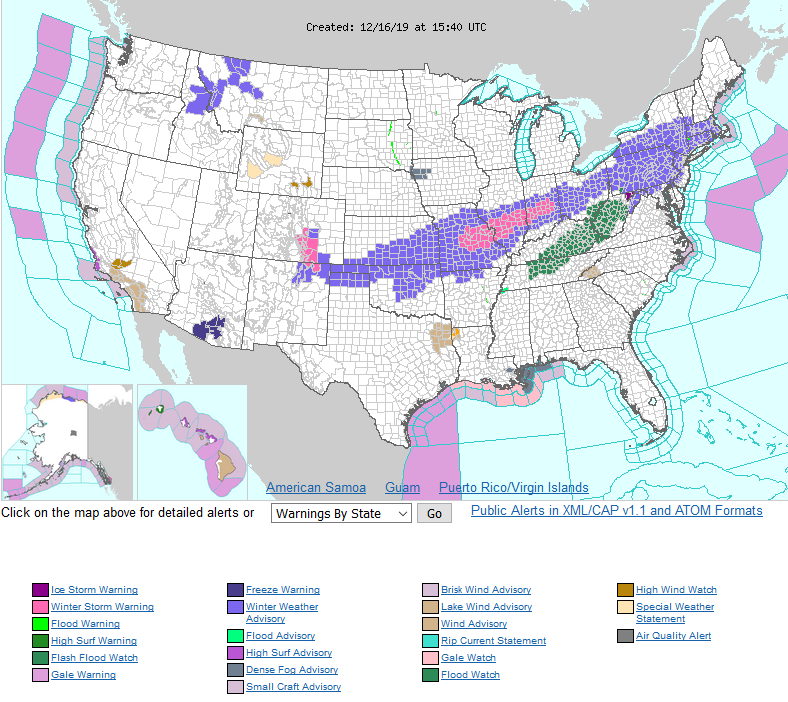 Created: 12/16/19 at 15:40 UTC
American Samoa Guam Puerto Rico/Virgin Islands
Click on the map above for detailed alerts or Warnings By State Go Public Alerts in XML/CAP v1.1 and ATOM Formats
Ice Storm Warning
Winter Storm Warning
Flood Warning
High Surf Warning
Flash Flood Watch
Gale Warning
Freeze Warning
Winter Weather
Advisory
Flood Advisory
High Surf Advisory
Dense Fog Advisory
Small Craft Advisory
Brisk Wind Advisory
Lake Wind Advisory
Wind Advisory
Rip Current Statement
Gale Watch
Flood Watch
High Wind Watch
Special Weather
Statement
Air Quality Alert